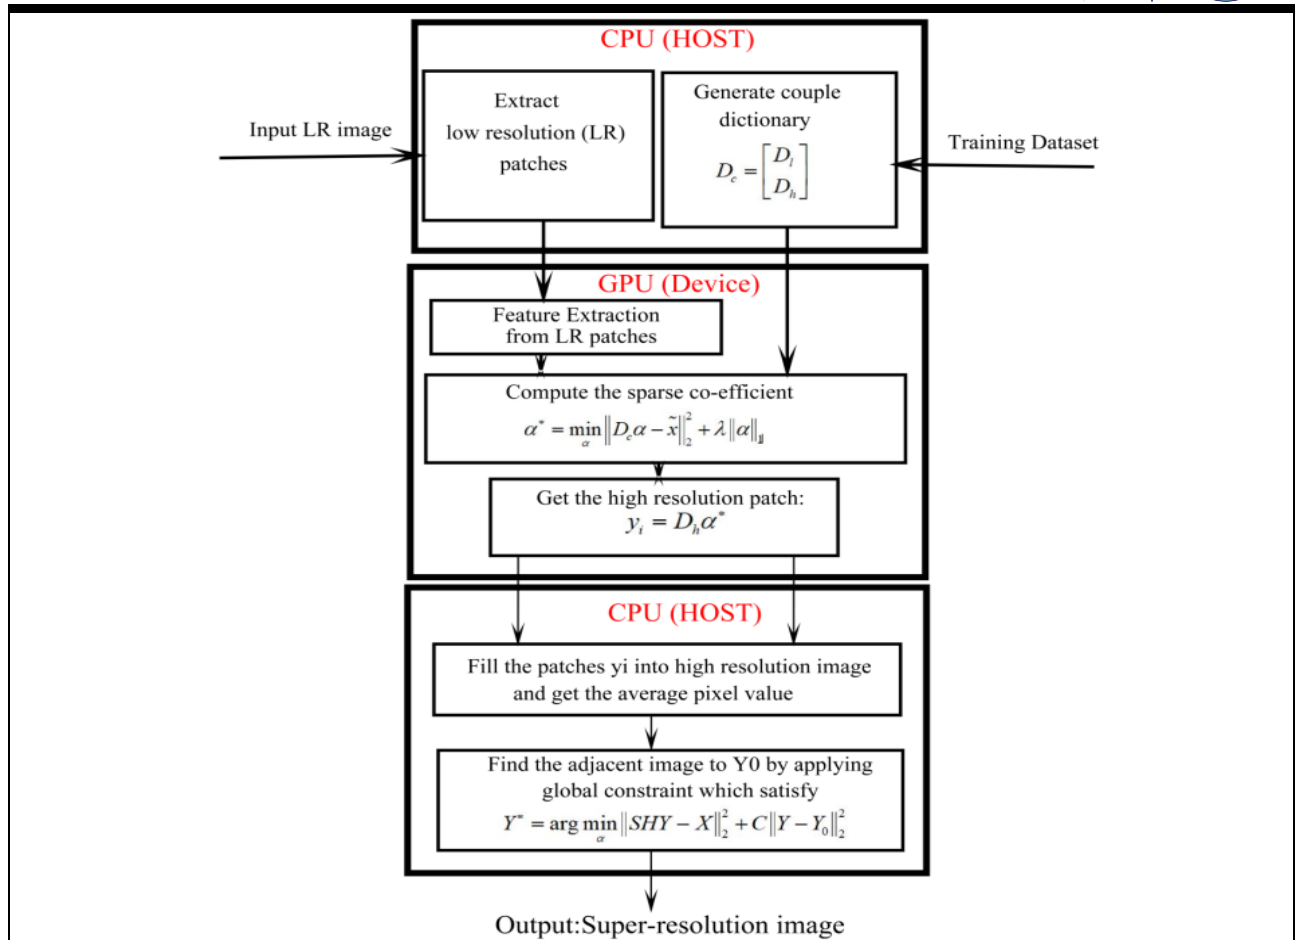 CPU (HOST)
Input LR image
Extract
low resolution (LR)
patches
Generate couple
dictionary
D_c = [D_l
D_h]
Training Dataset
GPU (Device)
Feature Extraction
from LR patches
Compute the sparse co-efficient
α* = min_α ‖D_c α − x̃‖₂² + λ‖α‖₁
Get the high resolution patch:
y_i = D_h α*
CPU (HOST)
Fill the patches yi into high resolution image
and get the average pixel value
Find the adjacent image to Y0 by applying
global constraint which satisfy
Y* = arg min_α ‖SHY − X‖₂² + C‖Y − Y₀‖₂²
Output:Super-resolution image